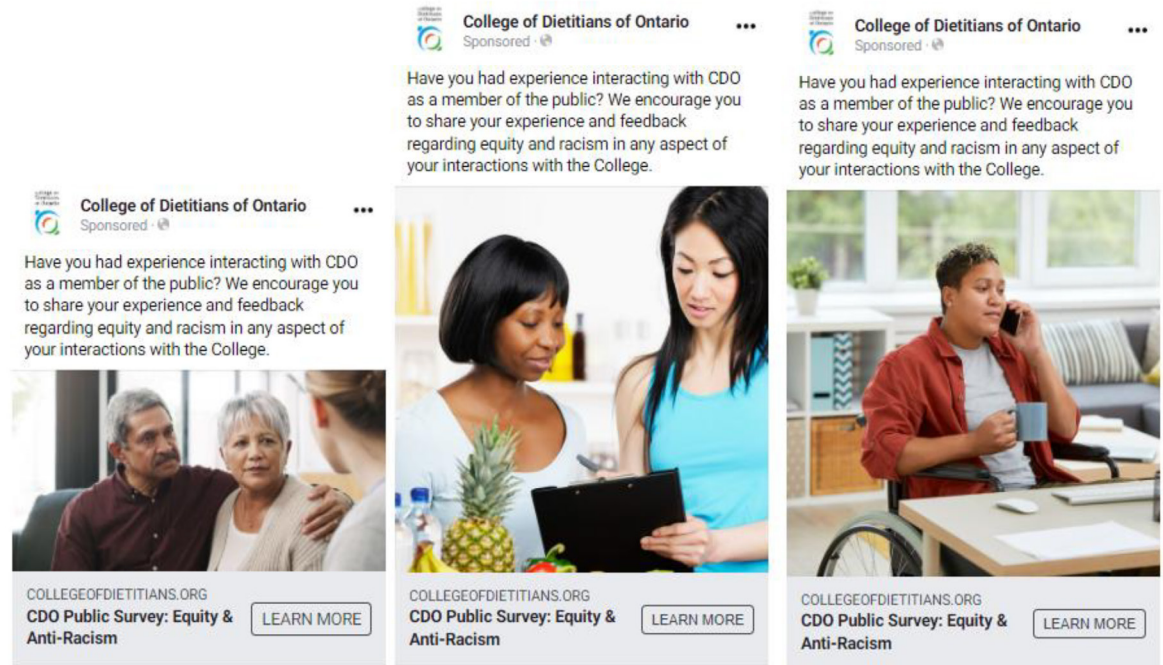 College of Dietitians of Ontario
Sponsored ·
Have you had experience interacting with CDO
as a member of the public? We encourage you
to share your experience and feedback
regarding equity and racism in any aspect of
your interactions with the College.
COLLEGEOFDIETITIANS.ORG
CDO Public Survey: Equity &
Anti-Racism
LEARN MORE
College of Dietitians of Ontario
Sponsored ·
Have you had experience interacting with CDO
as a member of the public? We encourage you
to share your experience and feedback
regarding equity and racism in any aspect of
your interactions with the College.
COLLEGEOFDIETITIANS.ORG
CDO Public Survey: Equity &
Anti-Racism
LEARN MORE
College of Dietitians of Ontario
Sponsored ·
Have you had experience interacting with CDO
as a member of the public? We encourage you
to share your experience and feedback
regarding equity and racism in any aspect of
your interactions with the College.
COLLEGEOFDIETITIANS.ORG
CDO Public Survey: Equity &
Anti-Racism
LEARN MORE